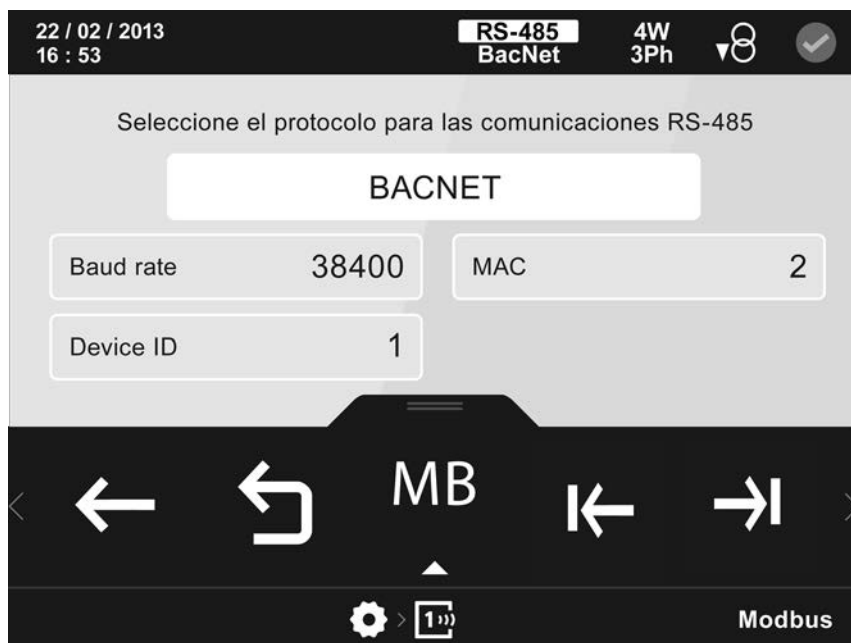 22 / 02 / 2013
16 : 53
RS-485
BacNet
4W
3Ph
Seleccione el protocolo para las comunicaciones RS-485
BACNET
Baud rate 38400
MAC 2
Device ID 1
MB
1
Modbus